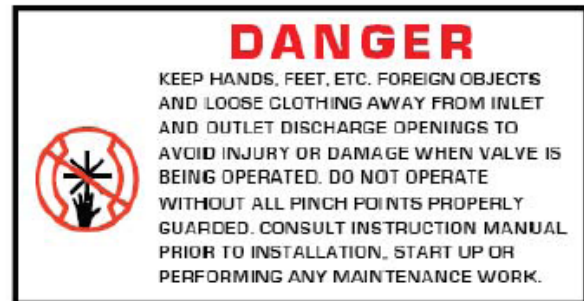 DANGER
KEEP HANDS, FEET, ETC. FOREIGN OBJECTS
AND LOOSE CLOTHING AWAY FROM INLET
AND OUTLET DISCHARGE OPENINGS TO
AVOID INJURY OR DAMAGE WHEN VALVE IS
BEING OPERATED. DO NOT OPERATE
WITHOUT ALL PINCH POINTS PROPERLY
GUARDED. CONSULT INSTRUCTION MANUAL
PRIOR TO INSTALLATION, START UP OR
PERFORMING ANY MAINTENANCE WORK.